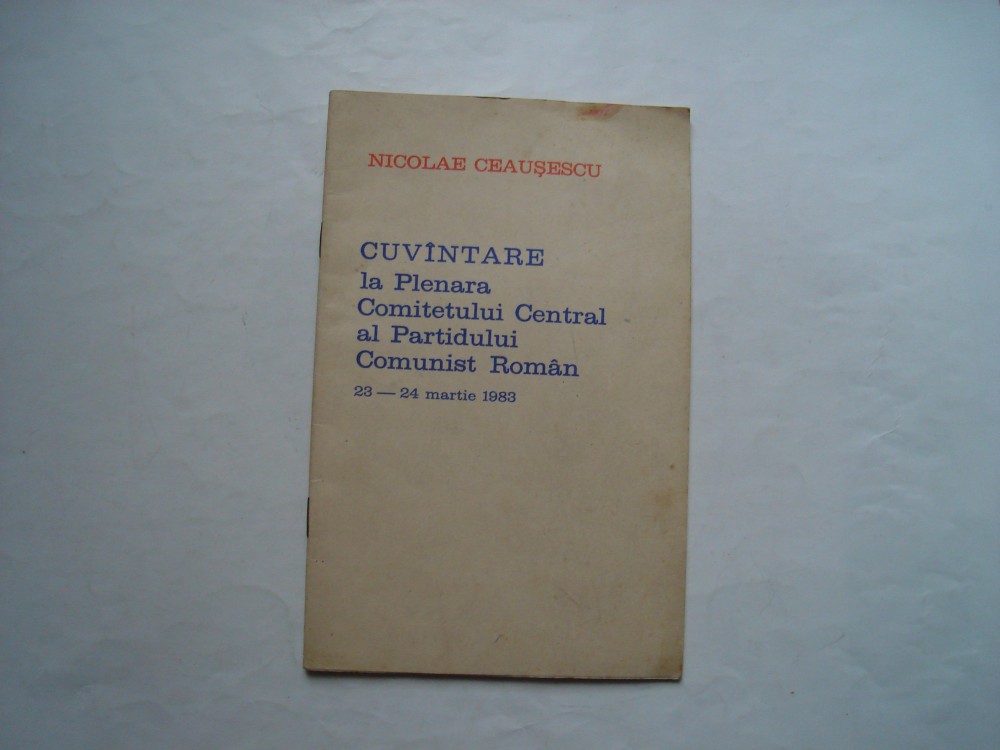 NICOLAE CEAUŞESCU
CUVÎNTARE
la Plenara
Comitetului Central
al Partidului
Comunist Român
23 — 24 martie 1983